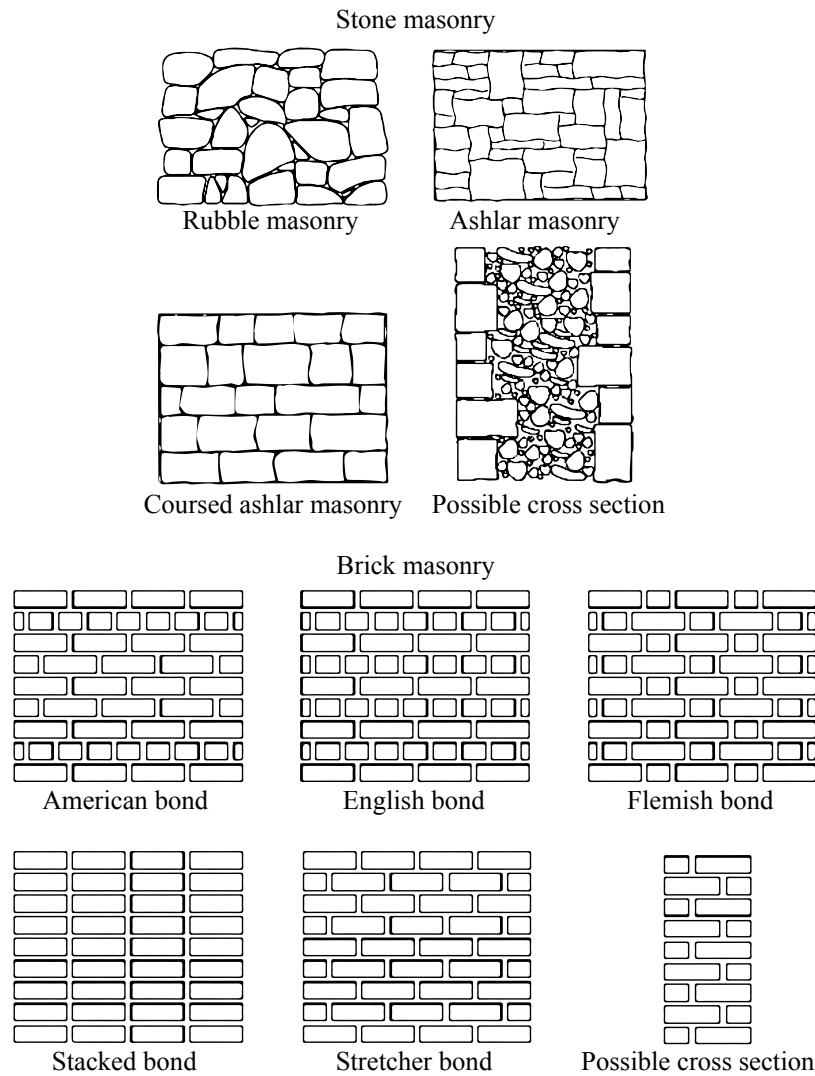 Stone masonry
Rubble masonry
Ashlar masonry
Coursed ashlar masonry
Possible cross section
Brick masonry
American bond
English bond
Flemish bond
Stacked bond
Stretcher bond
Possible cross section